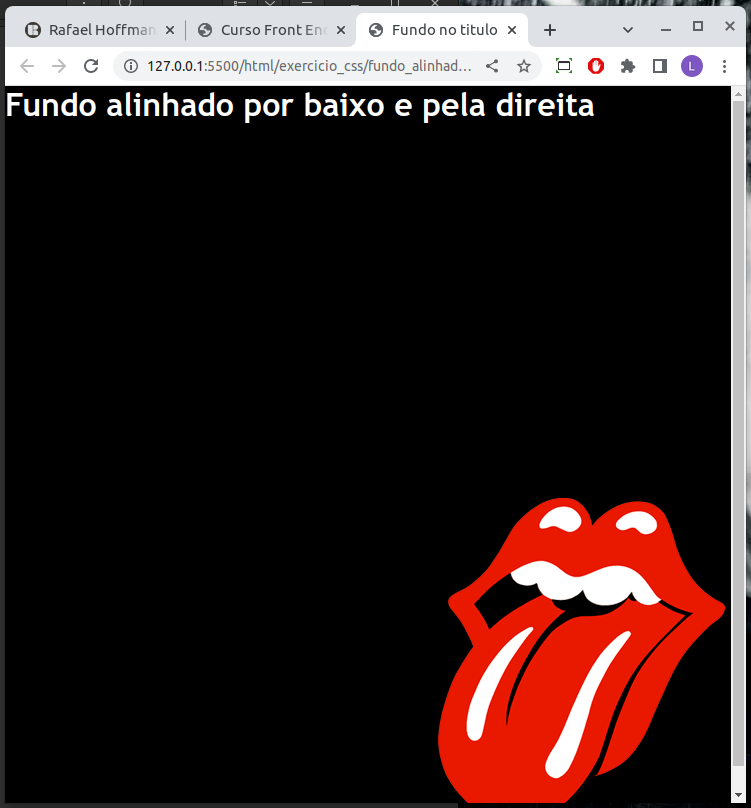 Rafael Hoffman
Curso Front End
Fundo no titulo
127.0.0.1:5500/html/exercicio_css/fundo_alinhad...
L
Fundo alinhado por baixo e pela direita